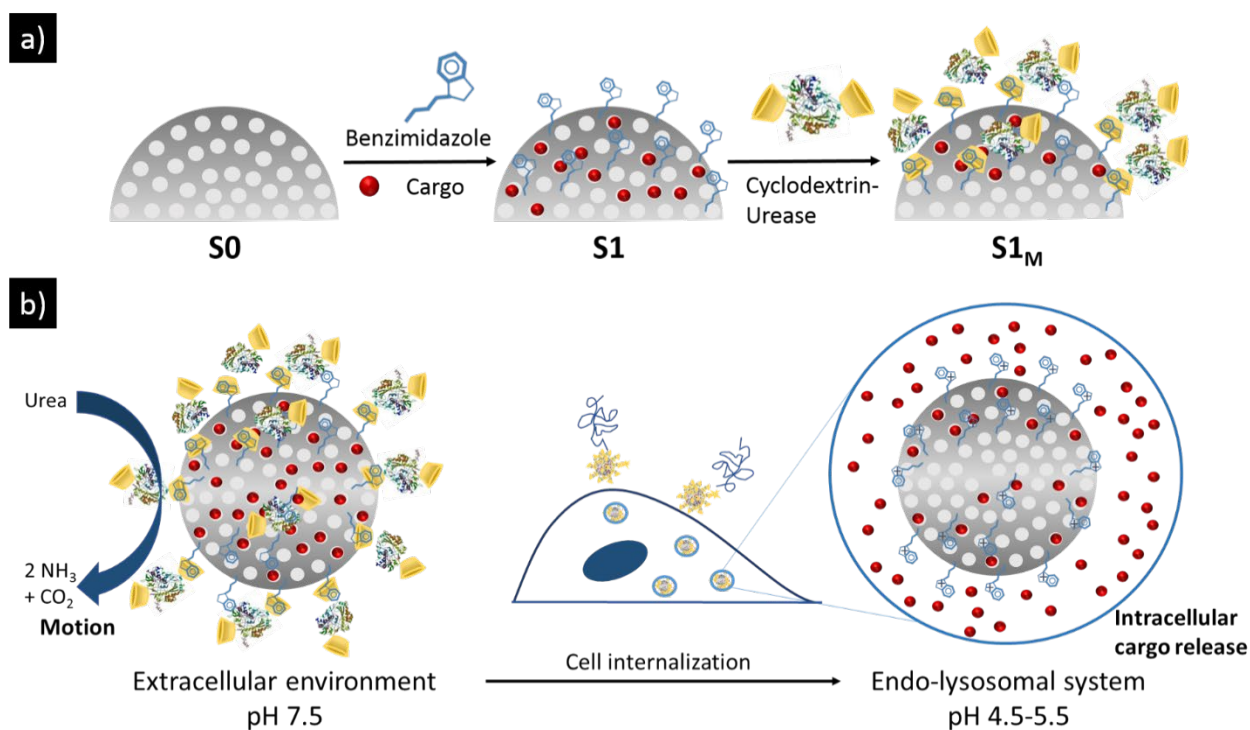 a)
Benzimidazole
Cargo
Cyclodextrin-
Urease
S0
S1
S1M
b)
Urea
2 NH3
+ CO2
Motion
Intracellular
cargo release
Cell internalization
Extracellular environment
pH 7.5
Endo-lysosomal system
pH 4.5-5.5